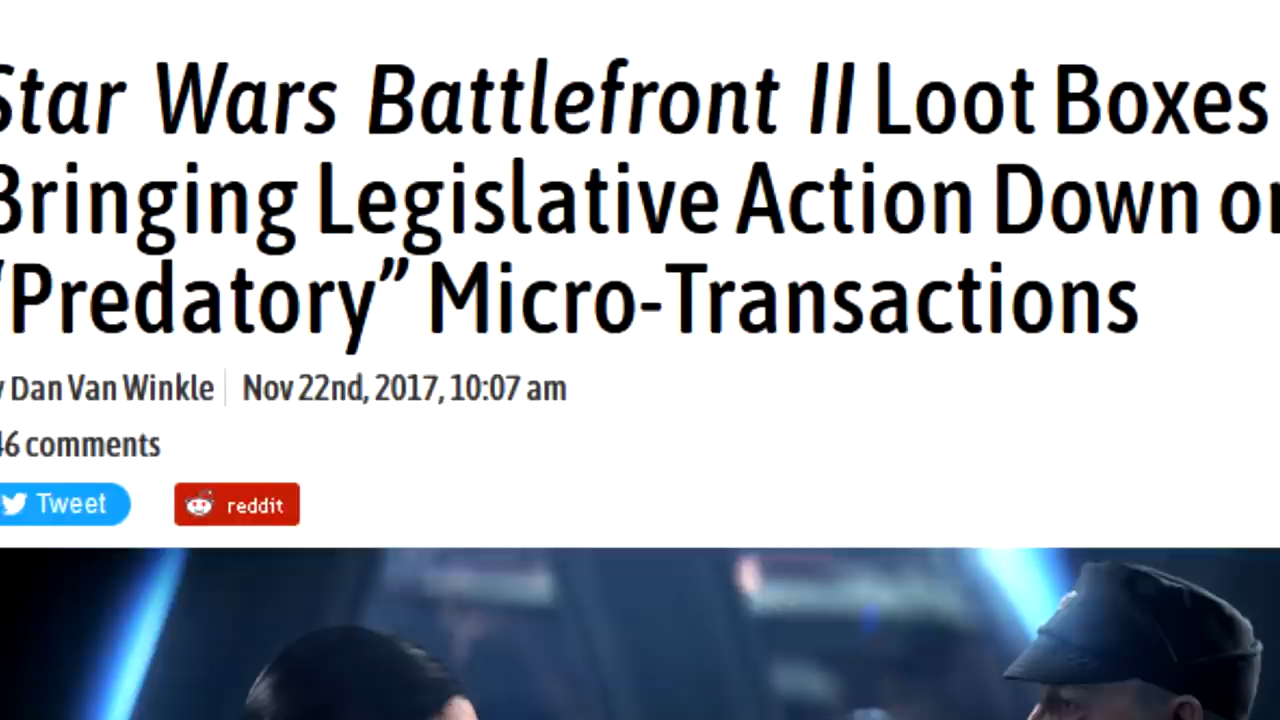 Star Wars Battlefront II Loot Boxes
Bringing Legislative Action Down on
“Predatory” Micro-Transactions
Dan Van Winkle | Nov 22nd, 2017, 10:07 am
46 comments
Tweet
reddit